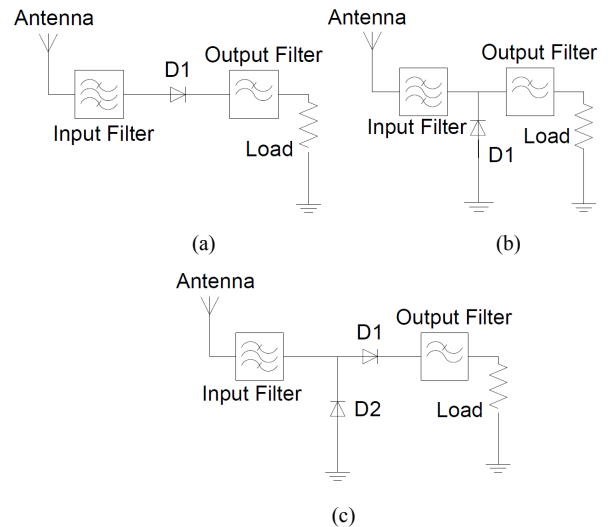 Antenna
D1
Output Filter
Input Filter
Load
(a)
Antenna
Output Filter
Input Filter
D1
Load
(b)
Antenna
D1
Output Filter
Input Filter
D2
Load
(c)